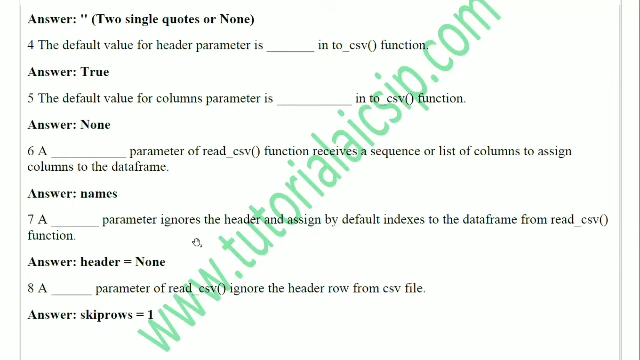 Answer: '' (Two single quotes or None)
4 The default value for header parameter is _______ in to_csv() function.
Answer: True
5 The default value for columns parameter is ___________ in to_csv() function.
Answer: None
6 A ___________ parameter of read_csv() function receives a sequence or list of columns to assign
columns to the dataframe.
Answer: names
7 A _______ parameter ignores the header and assign by default indexes to the dataframe from read_csv()
function.
Answer: header = None
8 A ______ parameter of read_csv() ignore the header row from csv file.
Answer: skiprows = 1
www.tutorialaicsip.com